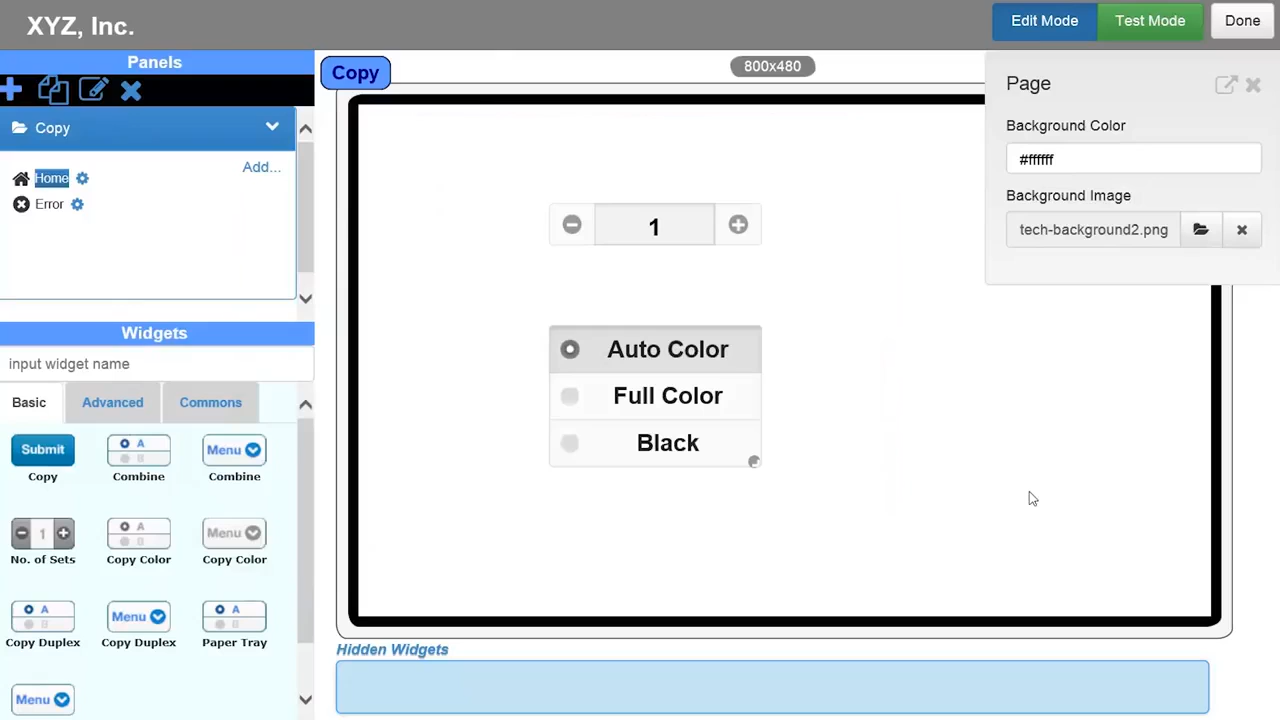 XYZ, Inc.
Edit Mode
Test Mode
Done
Panels
Copy
Home
Add...
Error
Widgets
input widget name
Basic
Advanced
Commons
Submit
Copy
A
B
Combine
Menu
Combine
1
No. of Sets
A
B
Copy Color
Menu
Copy Color
A
B
Copy Duplex
Menu
Copy Duplex
A
B
Paper Tray
Menu
Copy
800x480
1
Auto Color
Full Color
Black
Hidden Widgets
Page
Background Color
#ffffff
Background Image
tech-background2.png